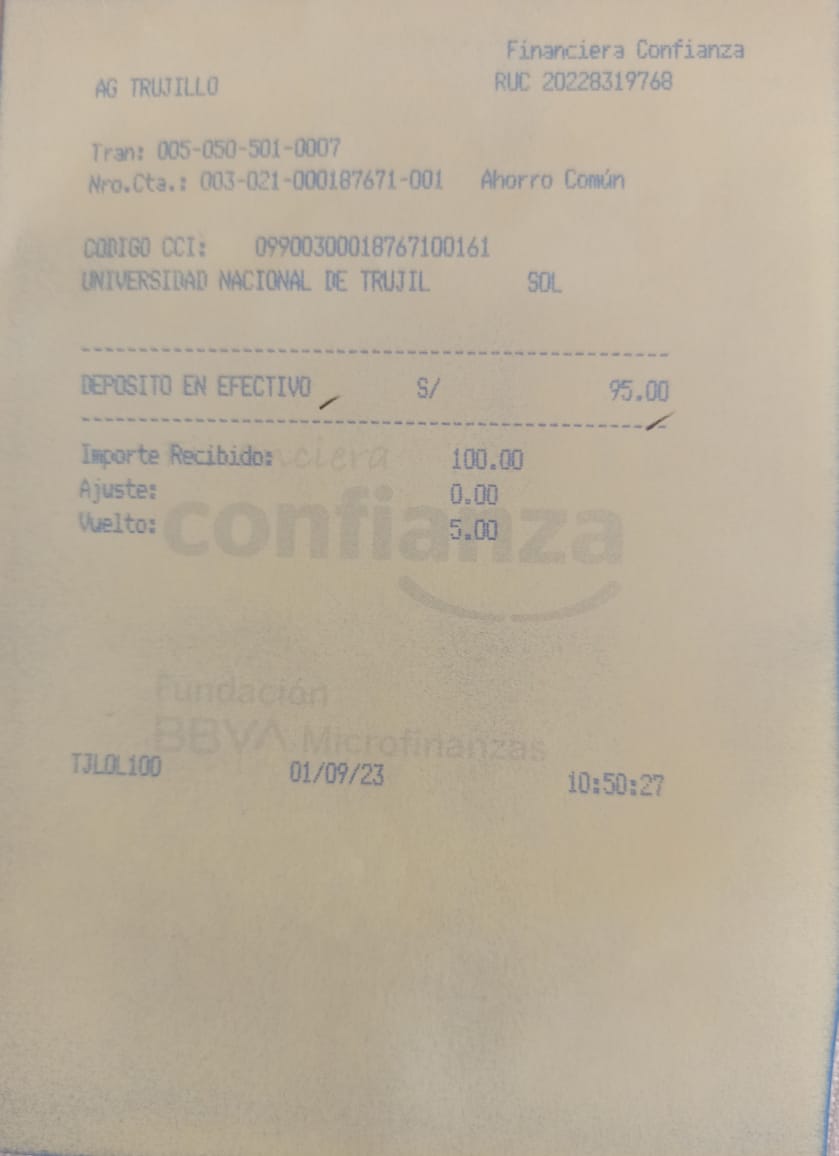 Financiera Confianza
AG TRUJILLO RUC 20228319768
Tran: 005-050-501-0007
Nro.Cta.: 003-021-000187671-001 Ahorro Común
CODIGO CCI: 09900300018767100161
UNIVERSIDAD NACIONAL DE TRUJIL SOL
DEPOSITO EN EFECTIVO S/ 95.00
Importe Recibido: 100.00
Ajuste: 0.00
Vuelto: 5.00
financiera
confianza
Fundación
BBVA Microfinanzas
TJLOL100 01/09/23 10:50:27